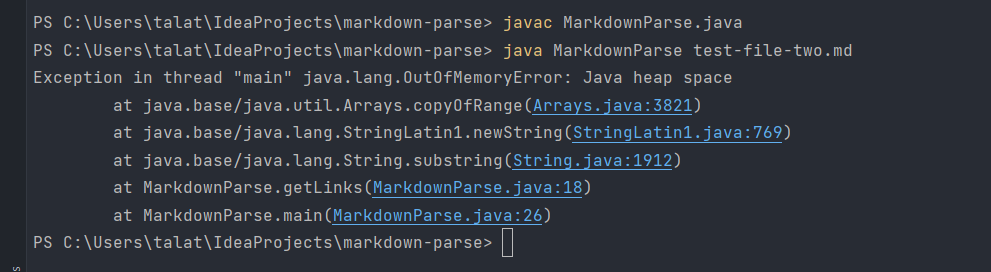 PS C:\Users\talat\IdeaProjects\markdown-parse> javac MarkdownParse.java
PS C:\Users\talat\IdeaProjects\markdown-parse> java MarkdownParse test-file-two.md
Exception in thread "main" java.lang.OutOfMemoryError: Java heap space
        at java.base/java.util.Arrays.copyOfRange(Arrays.java:3821)
        at java.base/java.lang.StringLatin1.newString(StringLatin1.java:769)
        at java.base/java.lang.String.substring(String.java:1912)
        at MarkdownParse.getLinks(MarkdownParse.java:18)
        at MarkdownParse.main(MarkdownParse.java:26)
PS C:\Users\talat\IdeaProjects\markdown-parse>